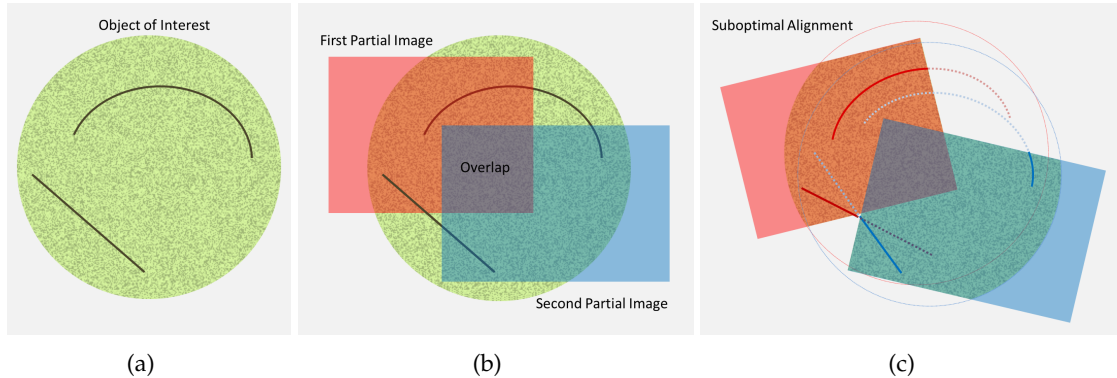 Object of Interest
First Partial Image
Overlap
Second Partial Image
Suboptimal Alignment
(a)
(b)
(c)